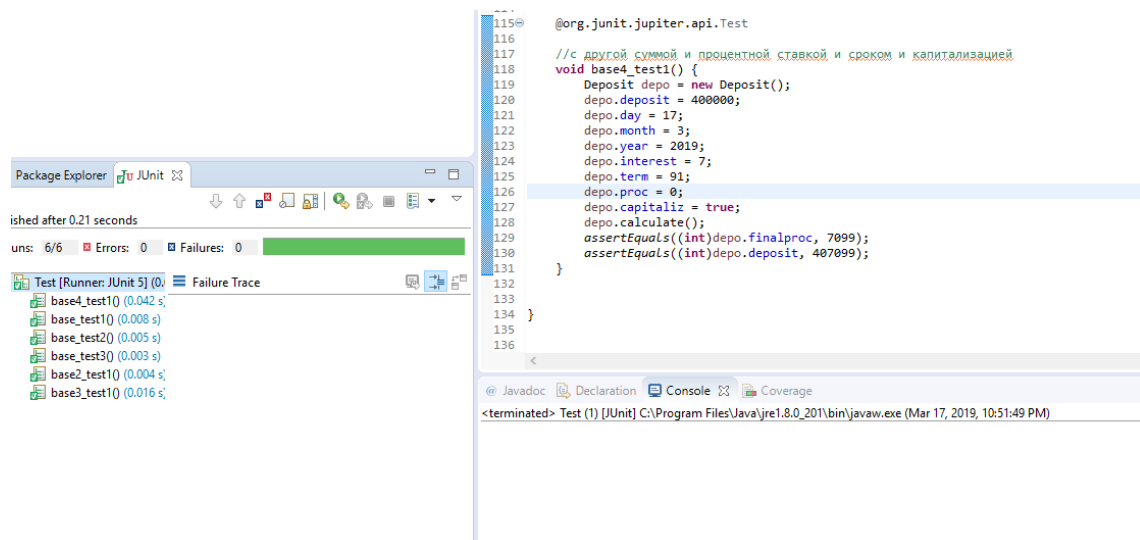 Package Explorer JUnit
ished after 0.21 seconds
uns: 6/6 Errors: 0 Failures: 0
Test [Runner: JUnit 5] (0. Failure Trace
base4_test1() (0.042 s)
base_test1() (0.008 s)
base_test2() (0.005 s)
base_test3() (0.003 s)
base2_test1() (0.004 s)
base3_test1() (0.016 s)
115 @org.junit.jupiter.api.Test
116
117 //с другой суммой и процентной ставкой и сроком и капитализацией
118 void base4_test1() {
119 Deposit depo = new Deposit();
120 depo.deposit = 400000;
121 depo.day = 17;
122 depo.month = 3;
123 depo.year = 2019;
124 depo.interest = 7;
125 depo.term = 91;
126 depo.proc = 0;
127 depo.capitaliz = true;
128 depo.calculate();
129 assertEquals((int)depo.finalproc, 7099);
130 assertEquals((int)depo.deposit, 407099);
131 }
132
133
134 }
135
136
@ Javadoc Declaration Console Coverage
<terminated> Test (1) [JUnit] C:\Program Files\Java\jre1.8.0_201\bin\javaw.exe (Mar 17, 2019, 10:51:49 PM)